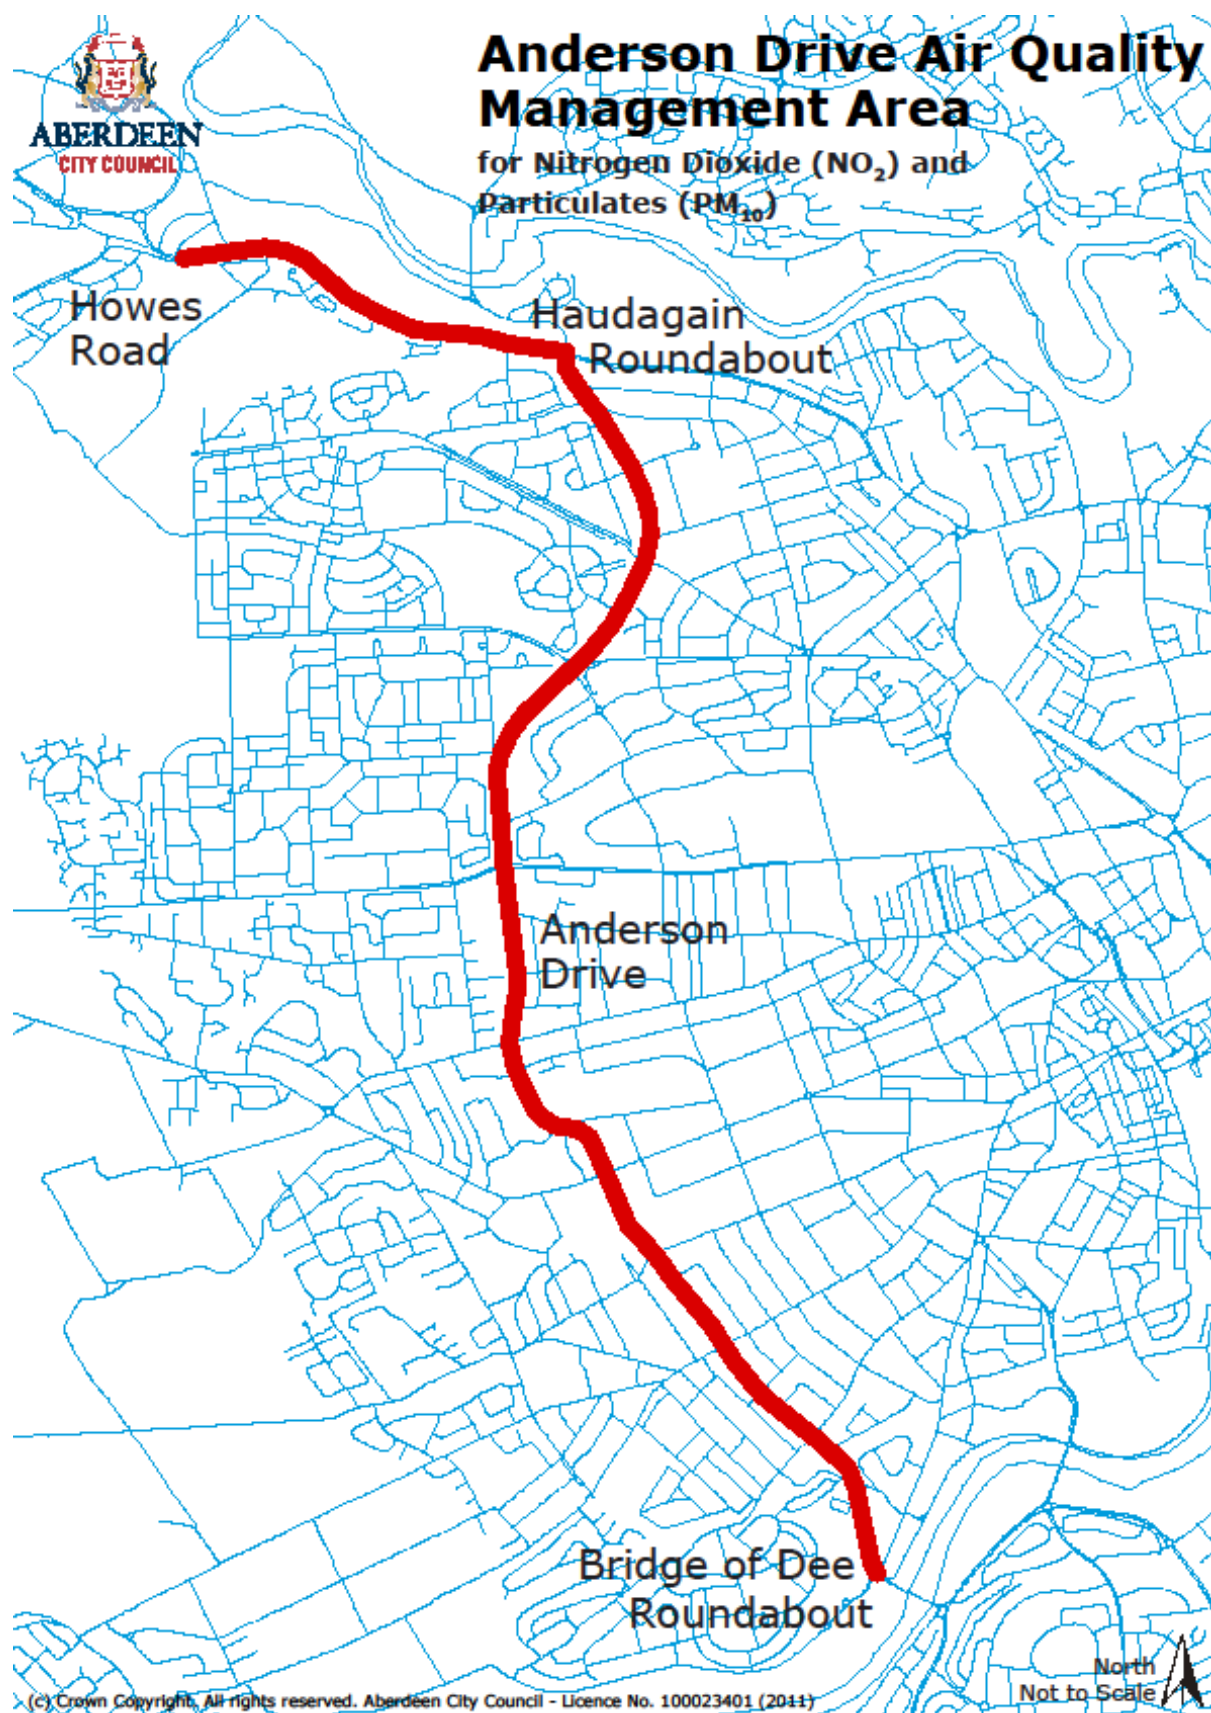 Anderson Drive Air Quality
Management Area
for Nitrogen Dioxide (NO₂) and
Particulates (PM₁₀)
ABERDEEN
CITY COUNCIL
Howes
Road
Haudagain
Roundabout
Anderson
Drive
Bridge of Dee
Roundabout
North
Not to Scale
(c) Crown Copyright. All rights reserved. Aberdeen City Council - Licence No. 100023401 (2011)